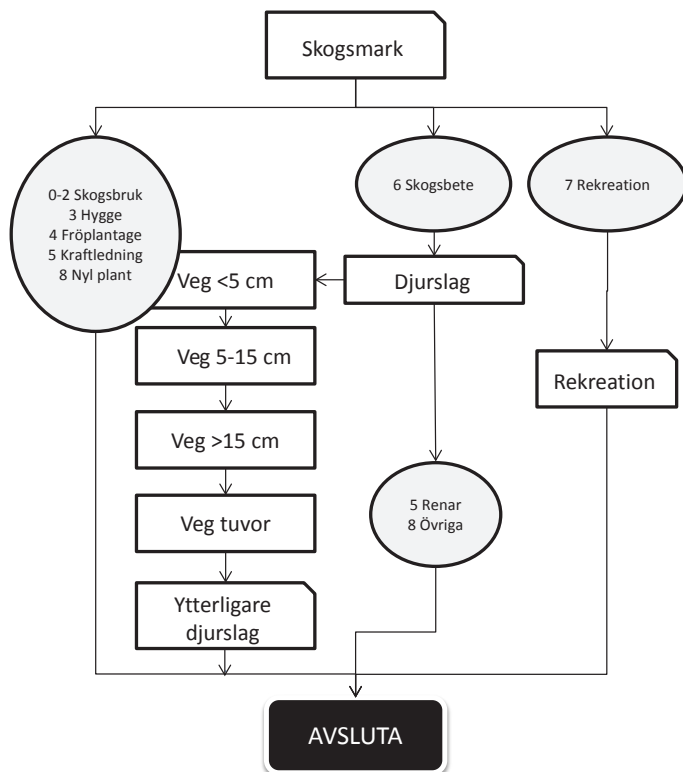 Skogsmark
0-2 Skogsbruk
3 Hygge
4 Fröplantage
5 Kraftledning
8 Nyl plant
6 Skogsbete
7 Rekreation
Veg <5 cm
Djurslag
Veg 5-15 cm
Rekreation
Veg >15 cm
5 Renar
8 Övriga
Veg tuvor
Ytterligare
djurslag
AVSLUTA